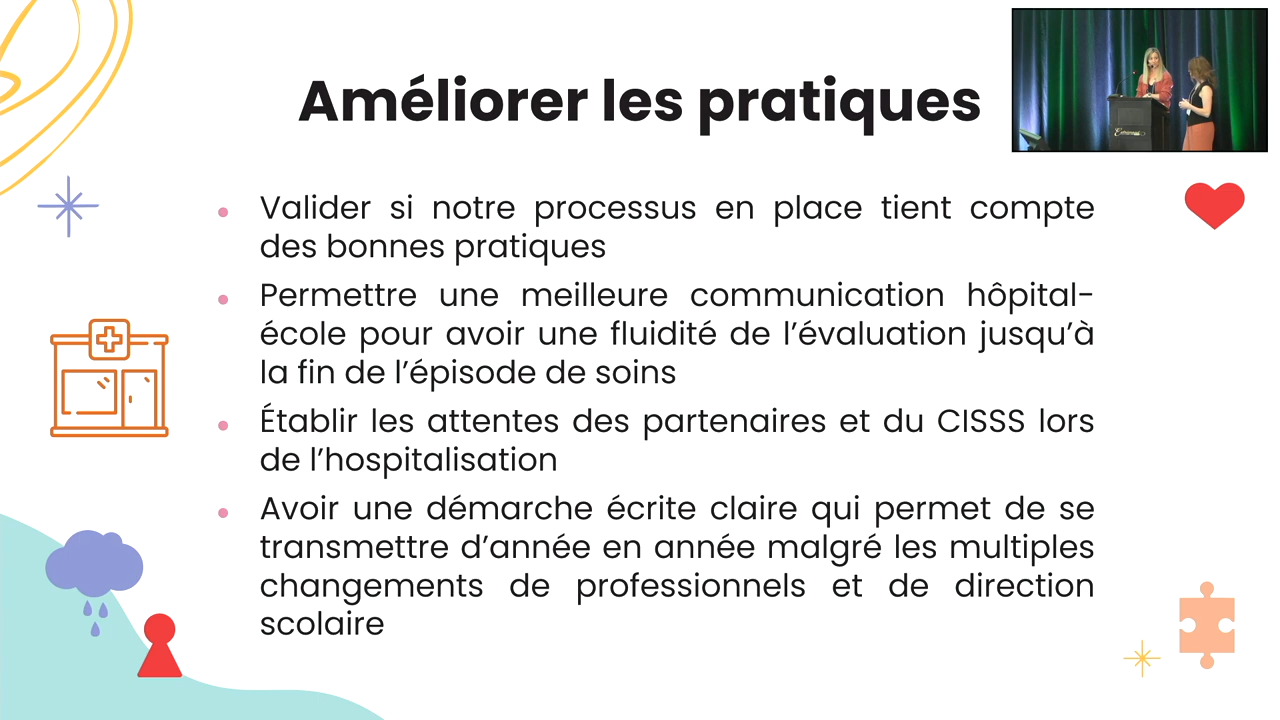 Améliorer les pratiques
Valider si notre processus en place tient compte
des bonnes pratiques
Permettre une meilleure communication hôpital-
école pour avoir une fluidité de l'évaluation jusqu'à
la fin de l'épisode de soins
Établir les attentes des partenaires et du CISSS lors
de l'hospitalisation
Avoir une démarche écrite claire qui permet de se
transmettre d'année en année malgré les multiples
changements de professionnels et de direction
scolaire